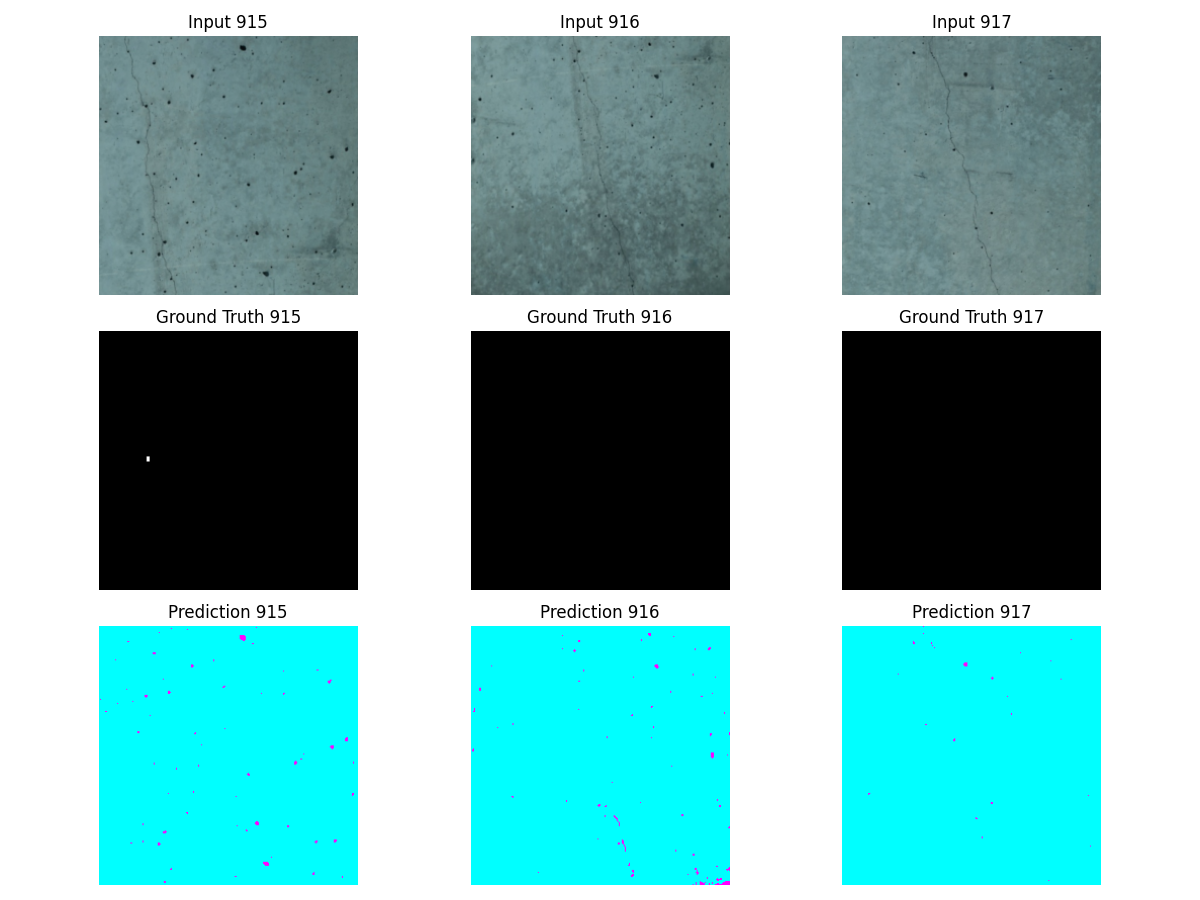 Input 915
Input 916
Input 917
Ground Truth 915
Ground Truth 916
Ground Truth 917
Prediction 915
Prediction 916
Prediction 917